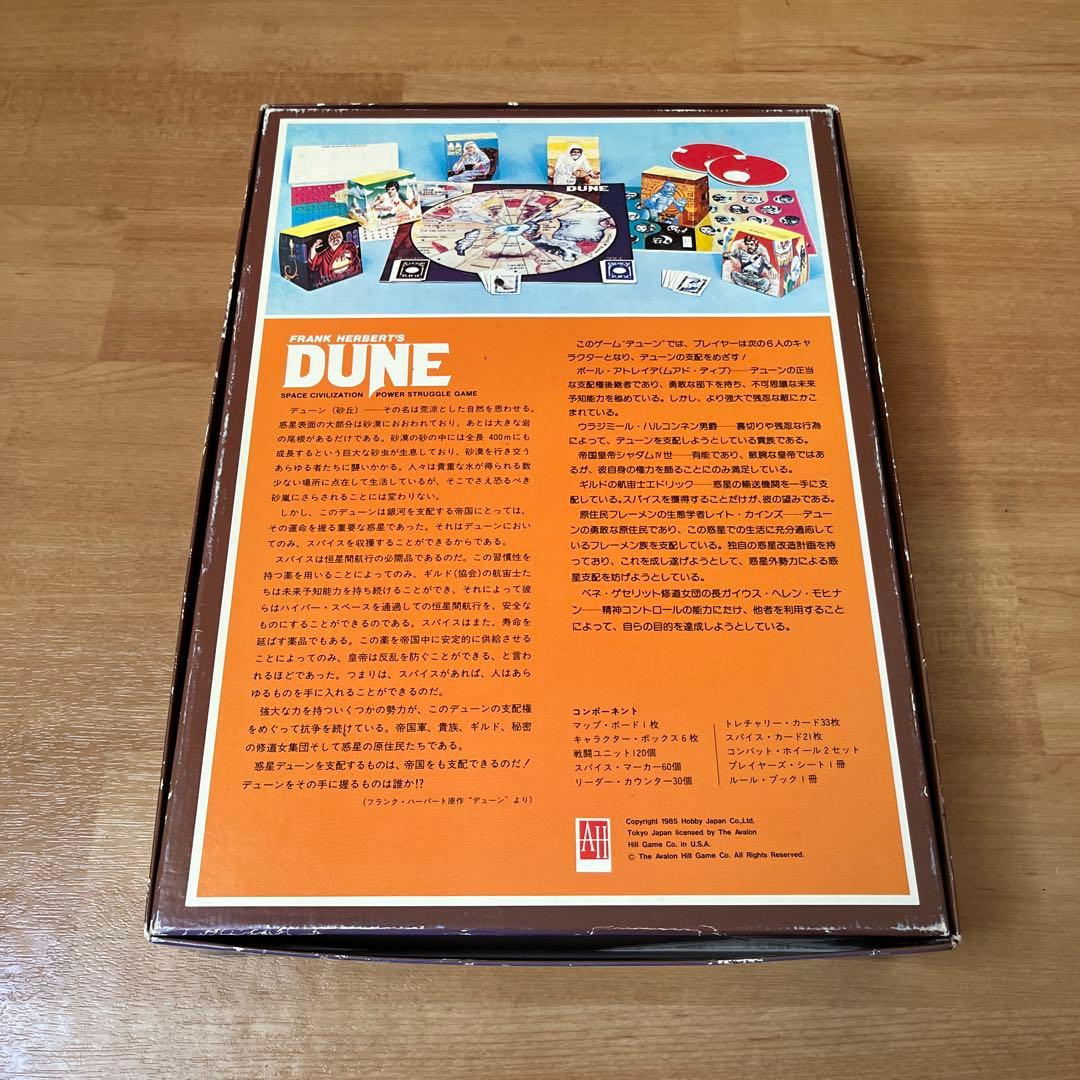 DUNE
FRANK HERBERT'S
DUNE
SPACE CIVILIZATION POWER STRUGGLE GAME
デューン（砂丘）——その名は荒涼とした自然を思わせる。
惑星表面の大部分は砂漠におおわれており、あとは大きな岩
の尾根があるだけである。砂漠の砂の中には全長400mにも
成長するという巨大な砂虫が生息しており、砂漠を行き交う
あらゆる者たちに襲いかかる。人々は貴重な水が得られる数
少ない場所に点在して生活しているが、そこでさえ恐るべき
砂嵐にさらされることには変わりない。
しかし、このデューンは銀河を支配する帝国にとっては、
その運命を握る重要な惑星であった。それはデューンにおい
てのみ、スパイスを収穫することができるからである。
スパイスは恒星間航行の必需品であるのだ。この習慣性を
持つ薬を用いることによってのみ、ギルド（協会）の航宙士た
ちは未来予知能力を持ち続けることができ、それによって彼
らはハイパー・スペースを通過しての恒星間航行を、安全な
ものにすることができるのである。スパイスはまた、寿命を
延ばす薬品でもある。この薬を帝国中に安定的に供給させる
ことによってのみ、皇帝は反乱を防ぐことができる、と言わ
れるほどであった。つまりは、スパイスがあれば、人はあら
ゆるものを手に入れることができるのだ。
強大な力を持ついくつかの勢力が、このデューンの支配権
をめぐって抗争を続けている。帝国軍、貴族、ギルド、秘密
の修道女集団そして惑星の原住民たちである。
惑星デューンを支配するものは、帝国をも支配できるのだ！
デューンをその手に握るものは誰か!?
（フランク・ハーバート原作“デューン”より）
このゲーム“デューン”では、プレイヤーは次の6人のキャ
ラクターとなり、デューンの支配をめざす！
ポール・アトレイデ（ムアド・ディブ）——デューンの正当
な支配権後継者であり、勇敢な部下を持ち、不可思議な未来
予知能力を秘めている。しかし、より強大で残忍な敵にかこ
まれている。
ウラジミール・ハルコンネン男爵——裏切りや残忍な行為
によって、デューンを支配しようとしている貴族である。
帝国皇帝シャダムⅣ世——有能であり、敏腕な皇帝ではあ
るが、彼自身の権力を飾ることにのみ満足している。
ギルドの航宙士エドリック——惑星の輸送機関を一手に支
配している。スパイスを獲得することだけが、彼の望みである。
原住民フレーメンの生態学者レイト・カインズ——デュー
ンの勇敢な原住民であり、この惑星での生活に充分適応して
いるフレーメン族を支配している。独自の惑星改造計画を持
っており、これを成し遂げようとして、惑星外勢力による惑
星支配を妨げようとしている。
ベネ・ゲセリット修道女団の長ガイウス・ヘレン・モヒナ
ン——精神コントロールの能力にたけ、他者を利用すること
によって、自らの目的を達成しようとしている。
コンポーネント
マップ・ボード1枚
キャラクター・ボックス6枚
戦闘ユニット120個
スパイス・マーカー60個
リーダー・カウンター30個
トレチャリー・カード33枚
スパイス・カード21枚
コンバット・ホイール2セット
プレイヤーズ・シート1冊
ルール・ブック1冊
AH
Copyright 1985 Hobby Japan Co.,Ltd.
Tokyo Japan licensed by The Avalon
Hill Game Co. in U.S.A.
© The Avalon Hill Game Co. All Rights Reserved.